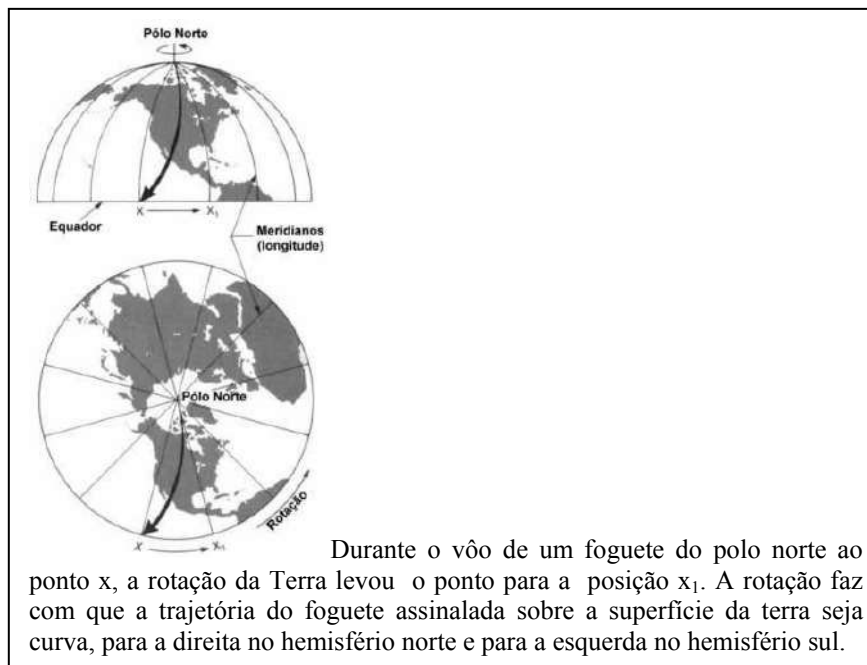 Pólo Norte
Equador
X
X₁
Meridianos
(longitude)
Pólo Norte
Rotação
X
X₁
Durante o vôo de um foguete do polo norte ao
ponto x, a rotação da Terra levou o ponto para a posição x₁. A rotação faz
com que a trajetória do foguete assinalada sobre a superfície da terra seja
curva, para a direita no hemisfério norte e para a esquerda no hemisfério sul.